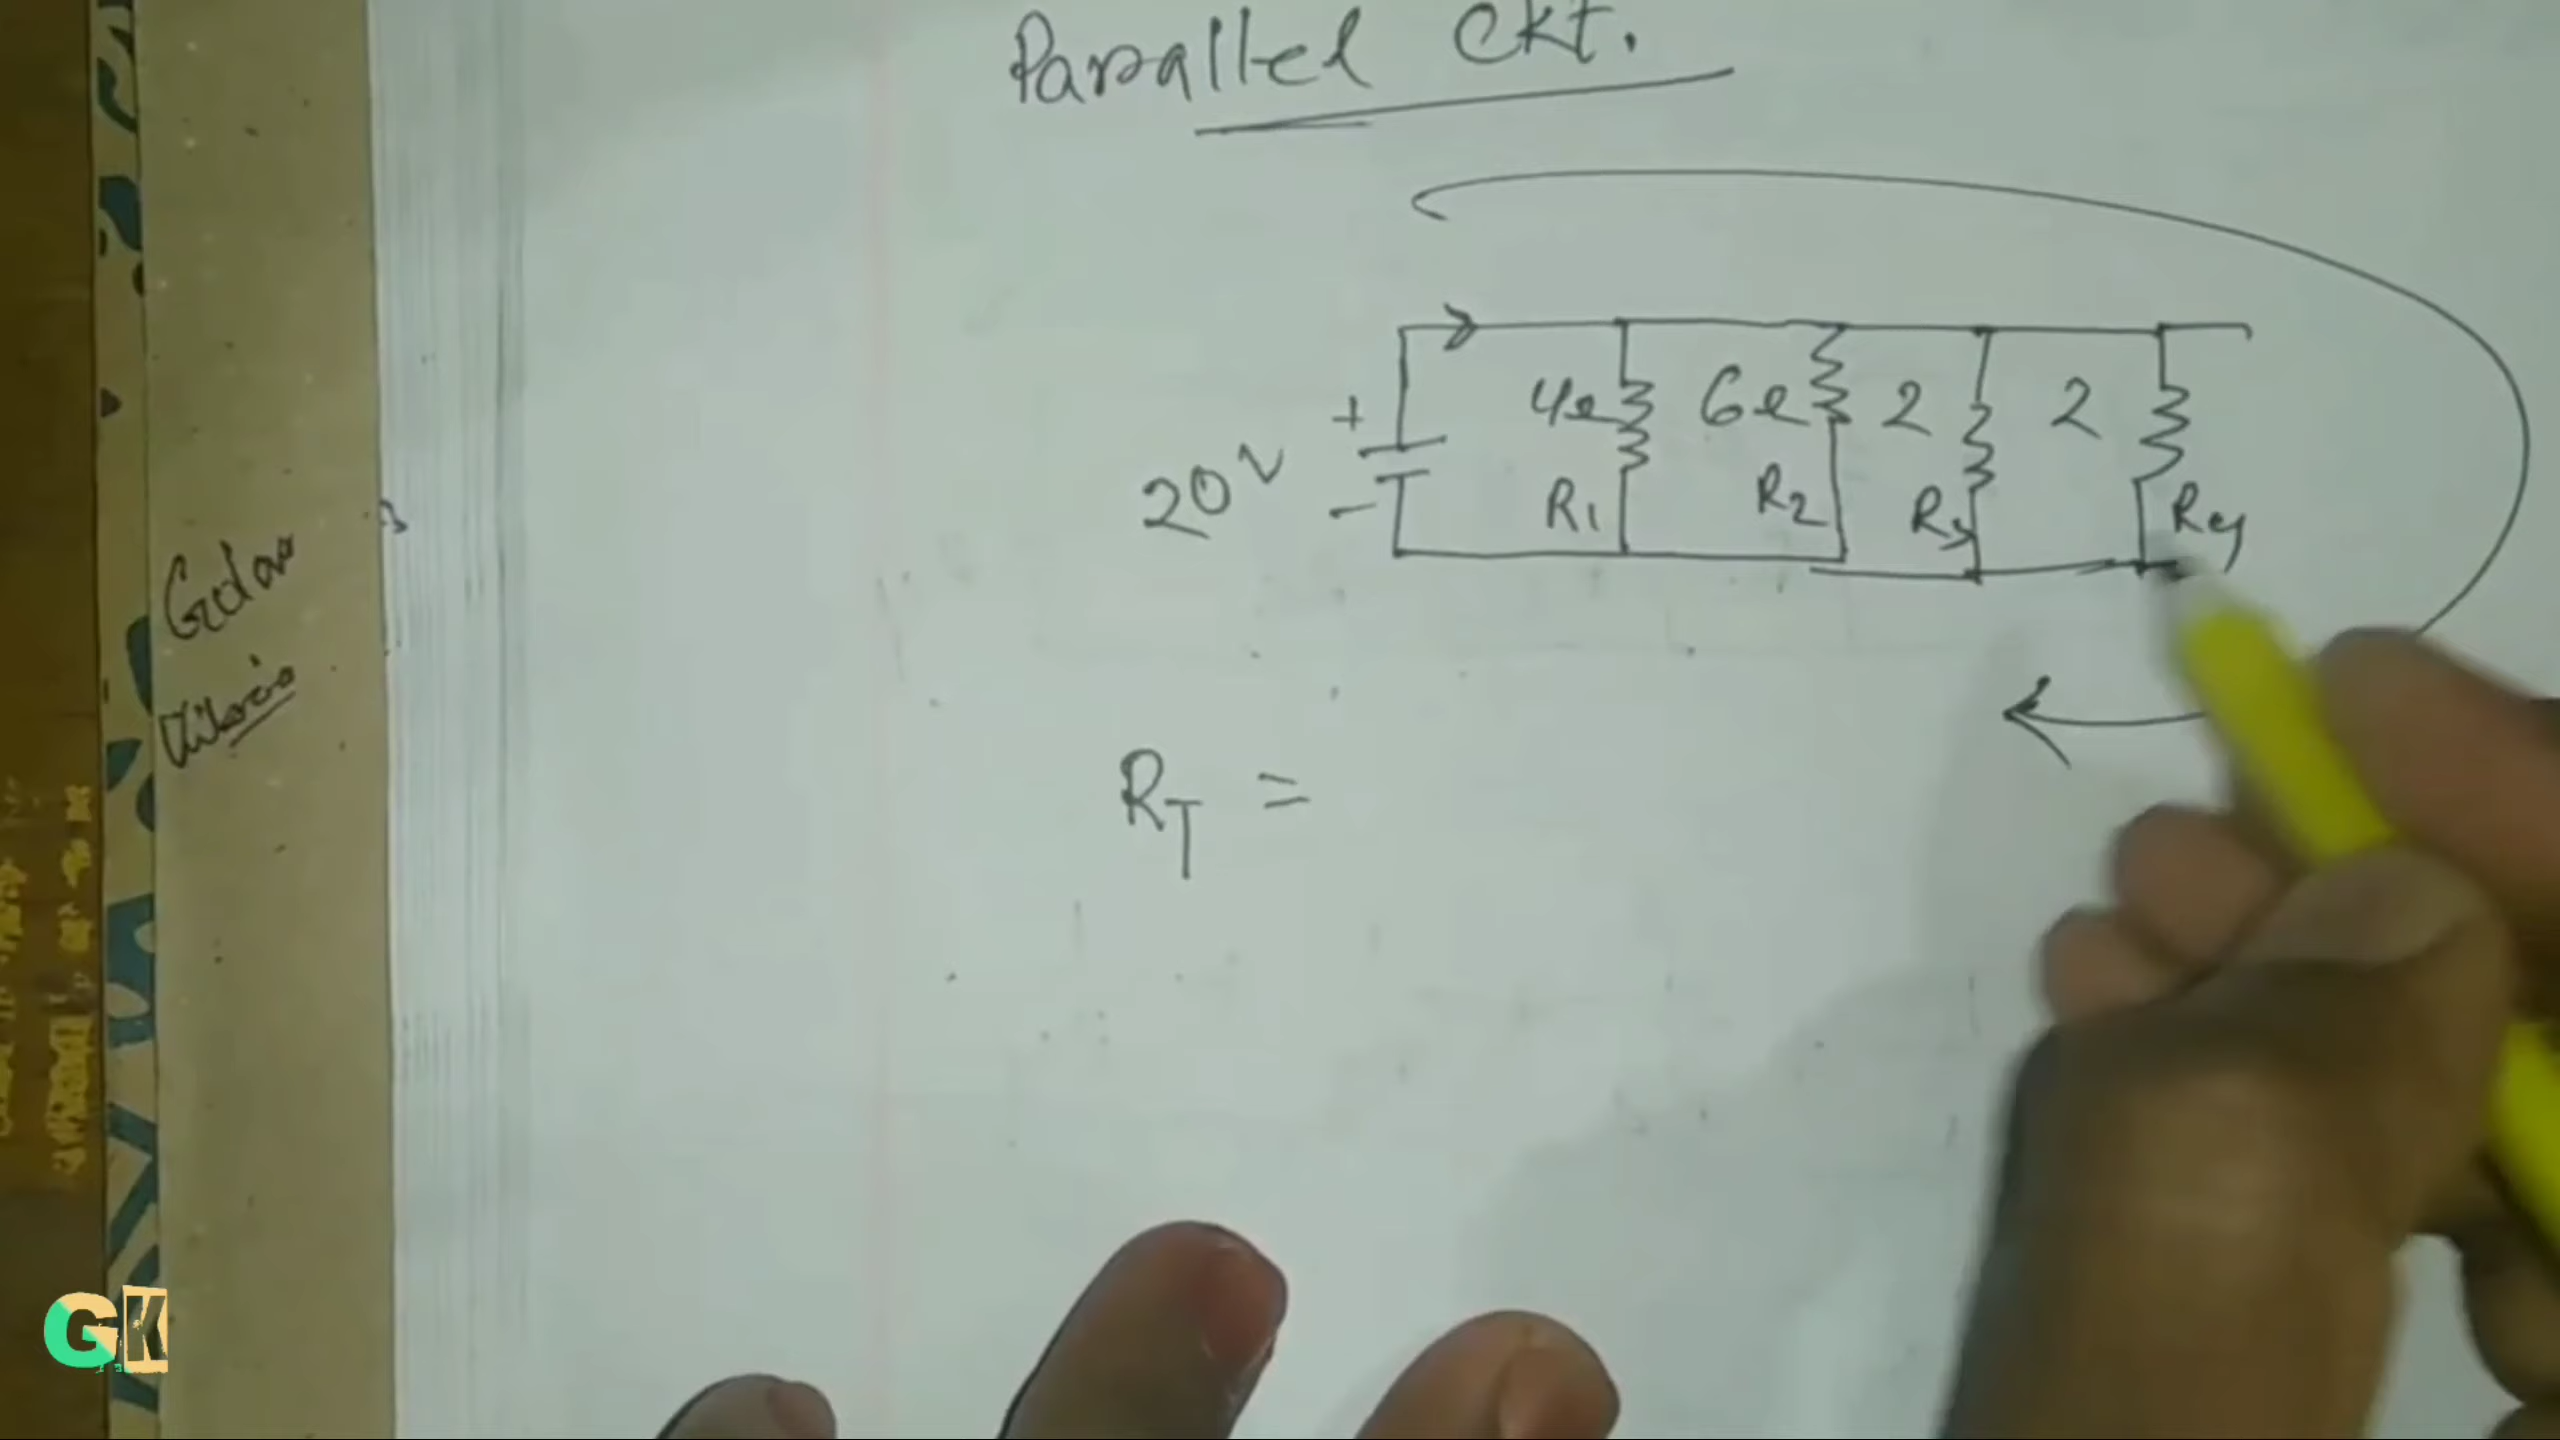 Parallel Ckt.
20V + - 4Ω R1 6Ω R2 2 R3 2 R4
RT =
GK